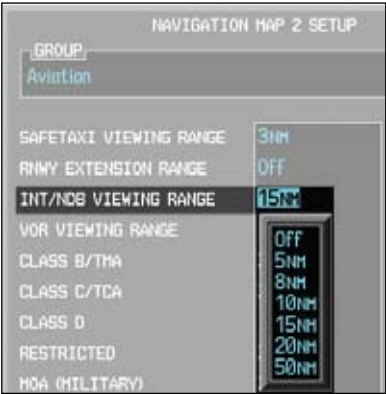 NAVIGATION MAP 2 SETUP
GROUP
Aviation
SAFETAXI VIEWING RANGE 3NM
RNWY EXTENSION RANGE Off
INT/NDB VIEWING RANGE 15NM
VOR VIEWING RANGE
Off
CLASS B/TMA
5NM
8NM
CLASS C/TCA
10NM
CLASS D
15NM
RESTRICTED
20NM
MOA (MILITARY)
50NM